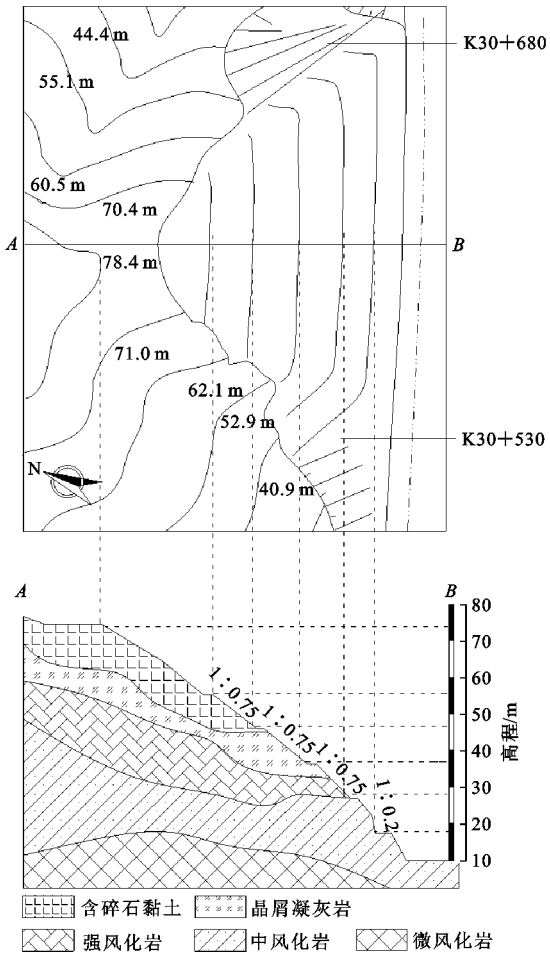 44.4 m
K30+680
55.1 m
60.5 m
70.4 m
A
B
78.4 m
71.0 m
62.1 m
52.9 m
K30+530
N
40.9 m
A
B
80
70
60
50
40
30
20
10
高程/m
1∶0.75
1∶0.75
1∶0.75
1∶0.2
含碎石黏土
晶屑凝灰岩
强风化岩
中风化岩
微风化岩